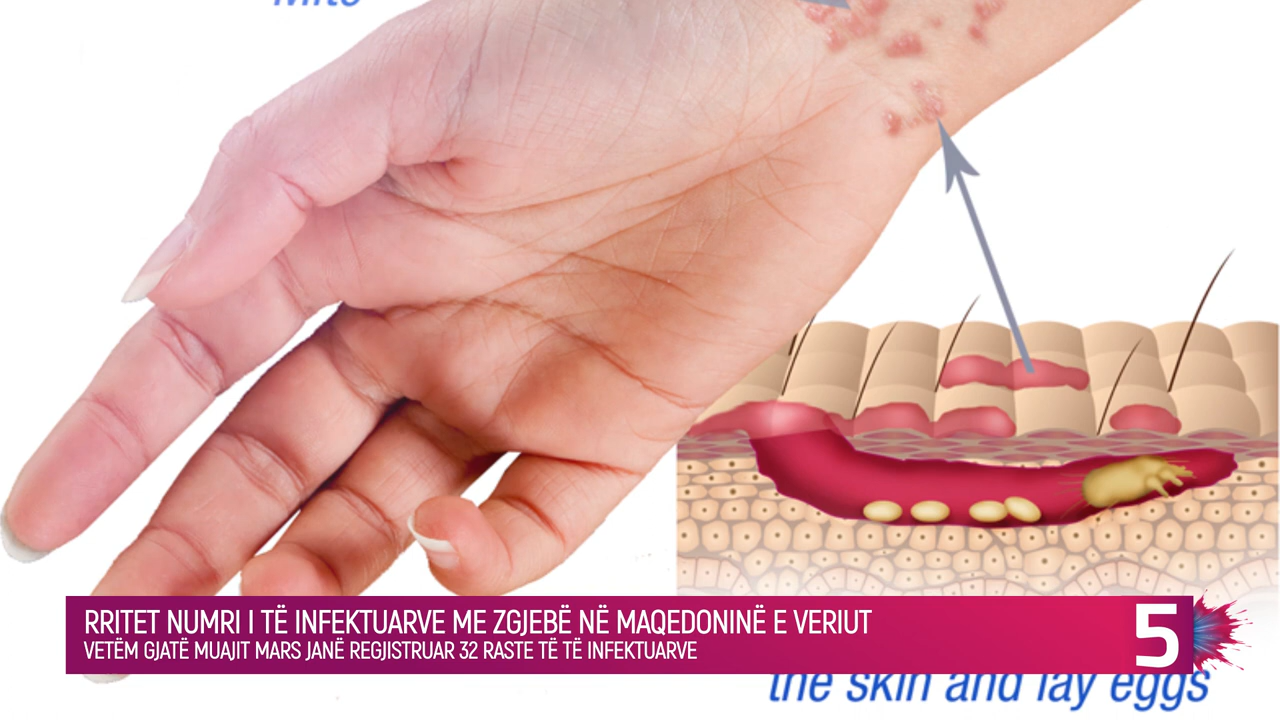 Mite
RRITET NUMRI I TË INFEKTUARVE ME ZGJEBË NË MAQEDONINË E VERIUT
VETËM GJATË MUAJIT MARS JANË REGJISTRUAR 32 RASTE TË TË INFEKTUARVE
5
the skin and lay eggs